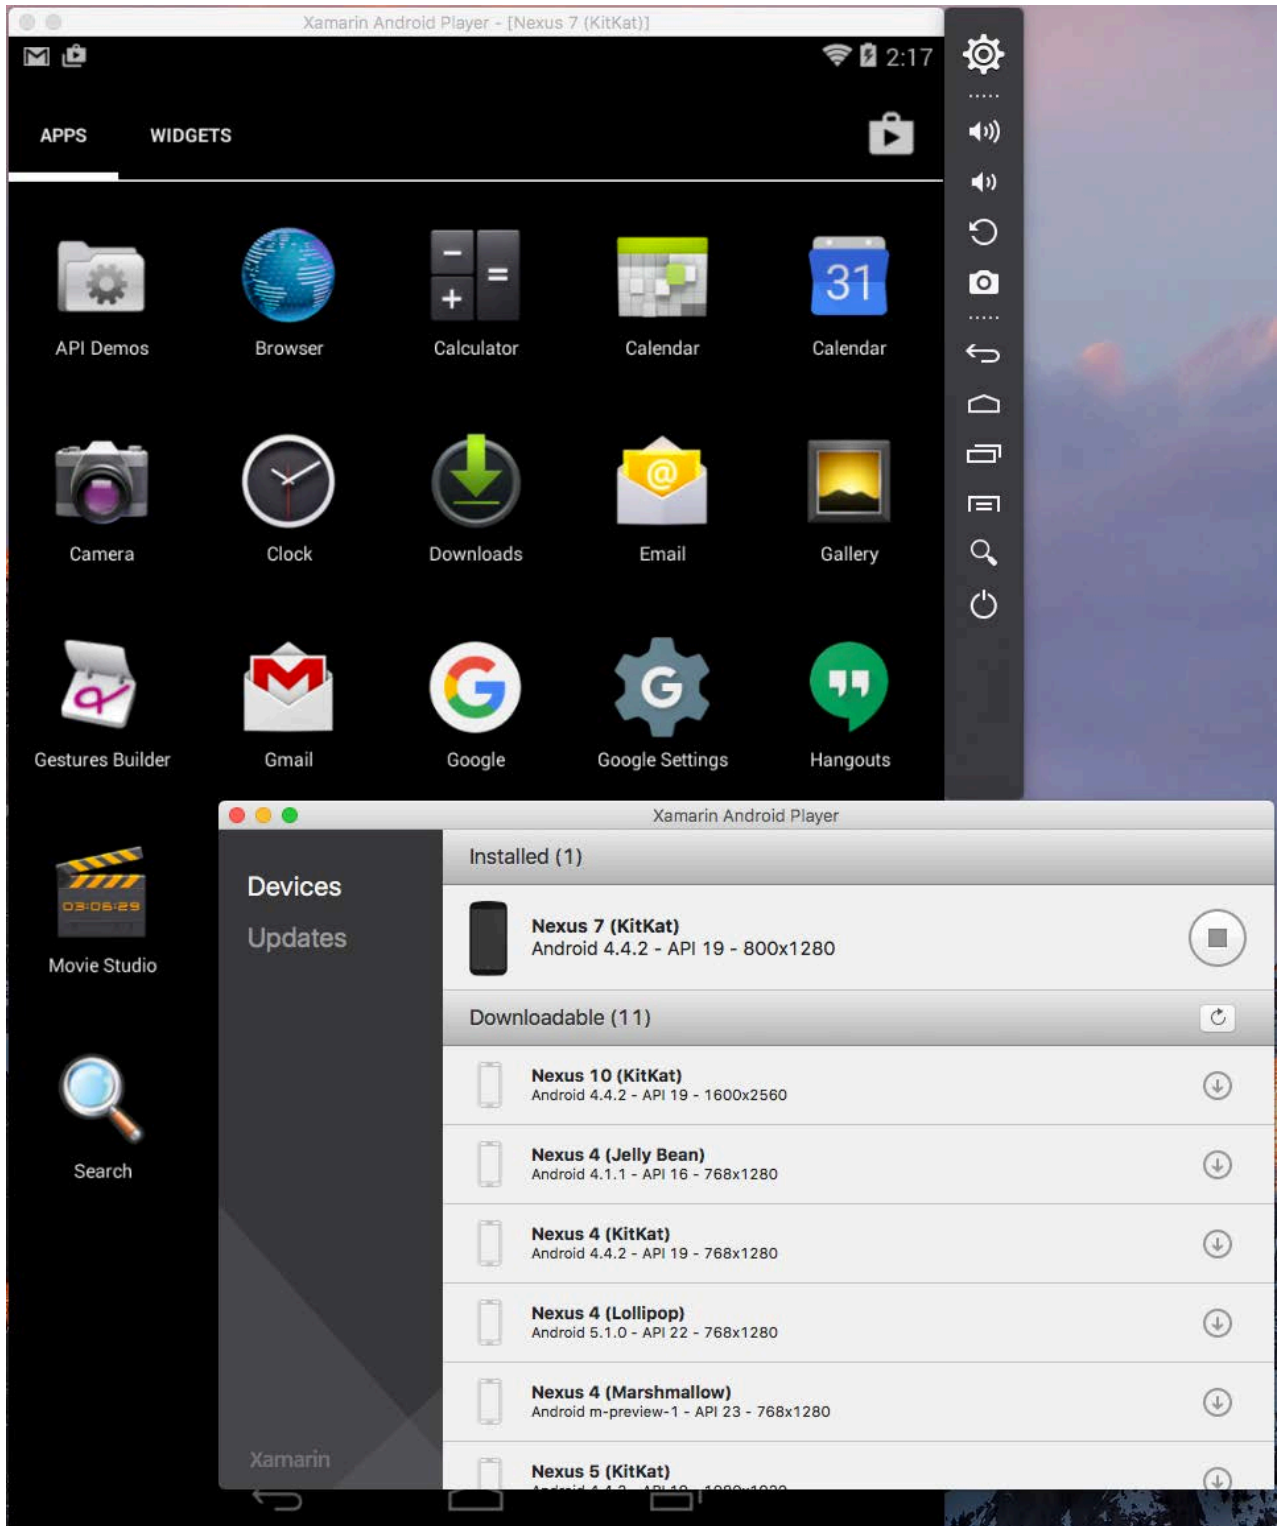 Xamarin Android Player - [Nexus 7 (KitKat)]
2:17
APPS WIDGETS
31
API Demos Browser Calculator Calendar Calendar
@
Camera Clock Downloads Email Gallery
G
Gestures Builder Gmail Google Google Settings Hangouts
03:06:29
Movie Studio
Search
Xamarin Android Player
Devices
Updates
Xamarin
Installed (1)
Nexus 7 (KitKat)
Android 4.4.2 - API 19 - 800x1280
Downloadable (11)
Nexus 10 (KitKat)
Android 4.4.2 - API 19 - 1600x2560
Nexus 4 (Jelly Bean)
Android 4.1.1 - API 16 - 768x1280
Nexus 4 (KitKat)
Android 4.4.2 - API 19 - 768x1280
Nexus 4 (Lollipop)
Android 5.1.0 - API 22 - 768x1280
Nexus 4 (Marshmallow)
Android m-preview-1 - API 23 - 768x1280
Nexus 5 (KitKat)